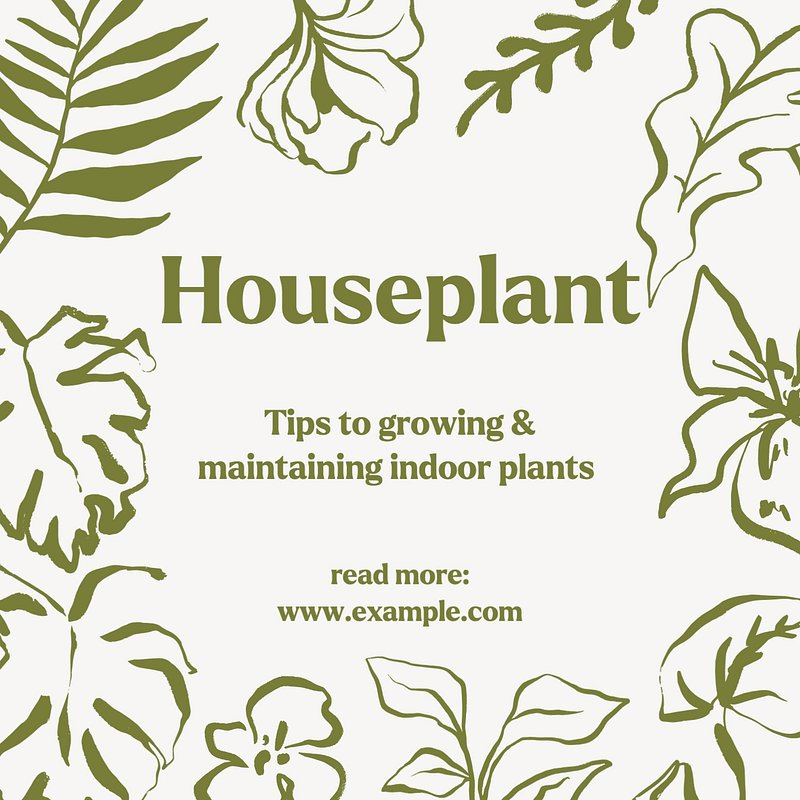 Houseplant
Tips to growing &
maintaining indoor plants
read more:
www.example.com